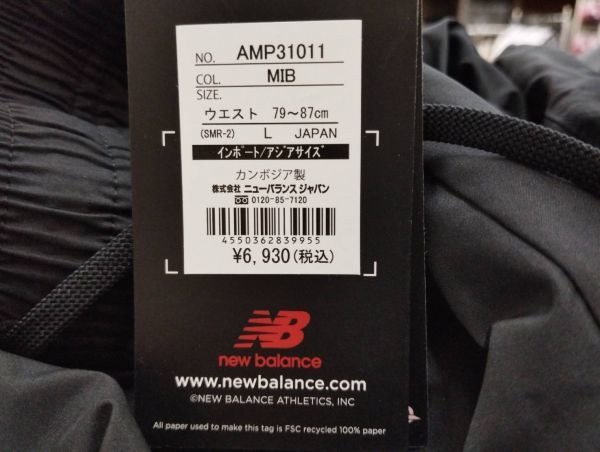 NO. AMP31011
COL. MIB
SIZE.
ウエスト 79～87cm
(SMR-2) L JAPAN
インポート/アジアサイズ
カンボジア製
株式会社 ニューバランス ジャパン
0120-85-7120
4550362839955
¥6,930(税込)
NB
new balance
www.newbalance.com
©NEW BALANCE ATHLETICS, INC
All paper used to make this tag is FSC recycled 100% paper